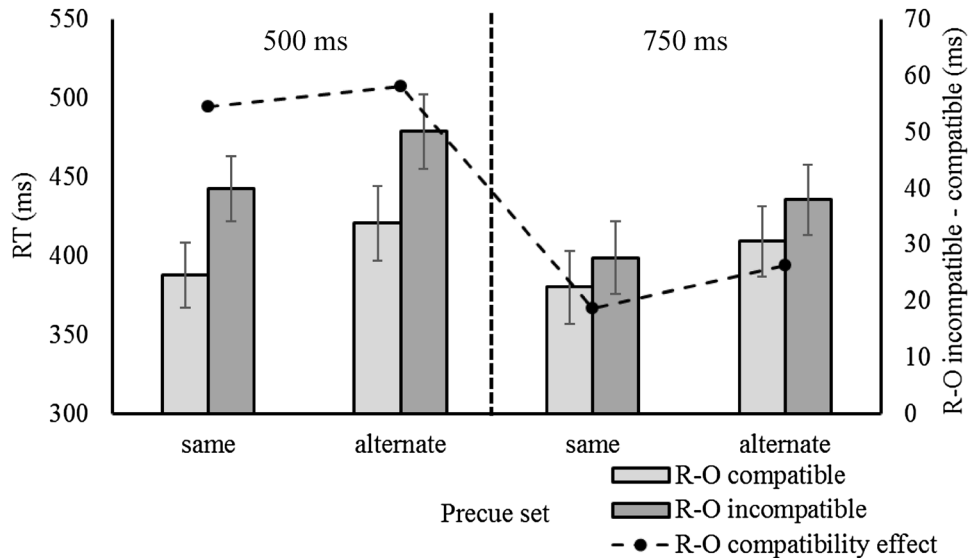 500 ms
750 ms
RT (ms)
550
500
450
400
350
300
R-O incompatible - compatible (ms)
70
60
50
40
30
20
10
0
same
alternate
same
alternate
Precue set
R-O compatible
R-O incompatible
R-O compatibility effect